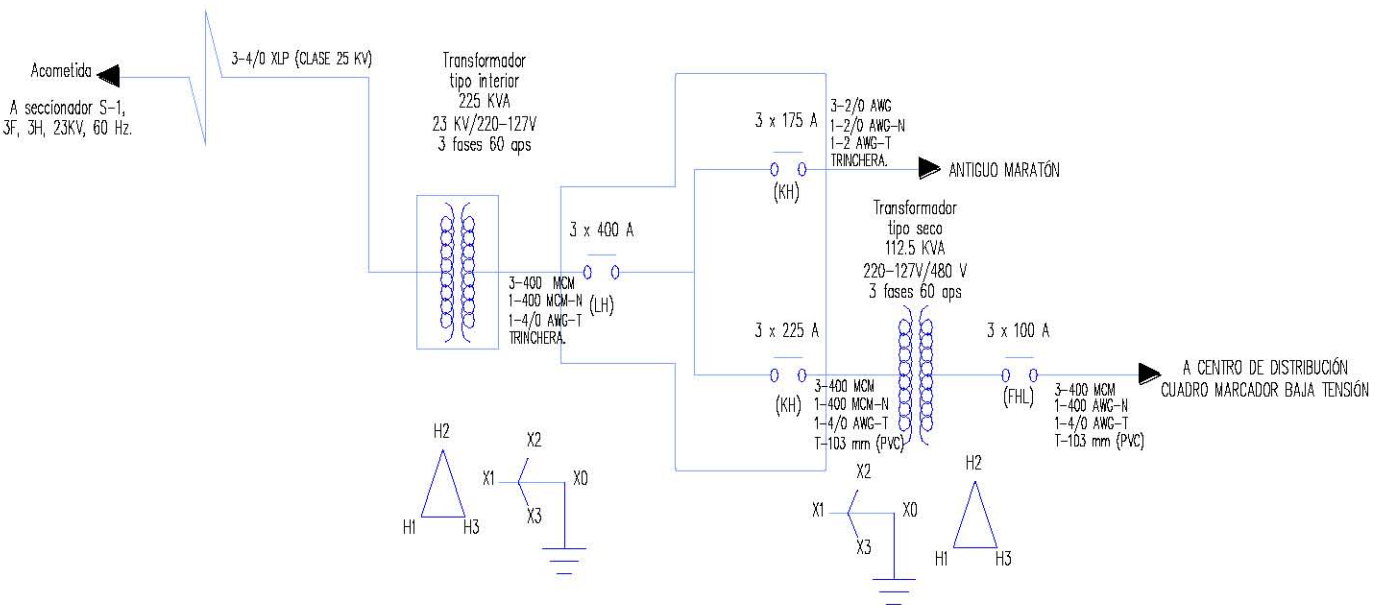 Acometida
A seccionador S-1,
3F, 3H, 23KV, 60 Hz.
3-4/0 XLP (CLASE 25 KV)
Transformador
tipo interior
225 KVA
23 KV/220-127V
3 fases 60 aps
3-400 MCM
1-400 MCM-N
1-4/0 AWG-T
TRINCHERA.
3 x 400 A
(LH)
3 x 175 A
(KH)
3-2/0 AWG
1-2/0 AWG-N
1-2 AWG-T
TRINCHERA.
ANTIGUO MARATÓN
3 x 225 A
(KH)
3-400 MCM
1-400 MCM-N
1-4/0 AWG-T
T-103 mm (PVC)
Transformador
tipo seco
112.5 KVA
220-127V/480 V
3 fases 60 aps
3 x 100 A
(FHL)
3-400 MCM
1-400 AWG-N
1-4/0 AWG-T
T-103 mm (PVC)
A CENTRO DE DISTRIBUCIÓN
CUADRO MARCADOR BAJA TENSIÓN
H2
H1 H3
X2
X1 X0
X3
X2
X1 X0
X3
H2
H1 H3